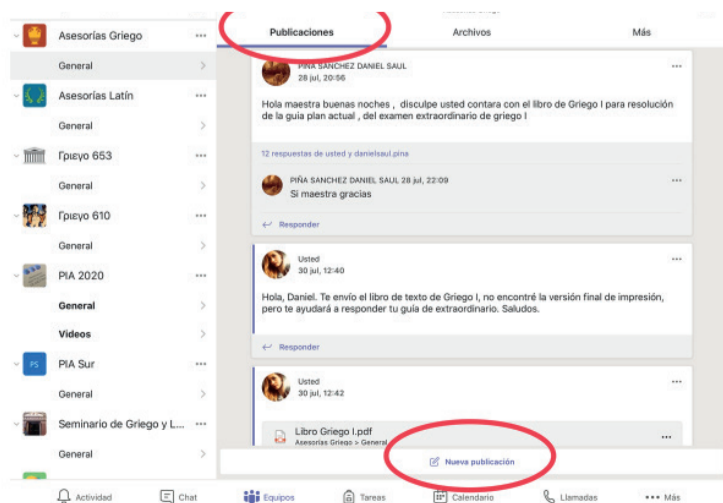 Asesorías Griego
General
Asesorías Latín
General
Γριεγο 653
General
Γριεγο 610
General
PIA 2020
General
Videos
PS
PIA Sur
General
Seminario de Griego y L...
General
Publicaciones
Archivos
Más
PIÑA SANCHEZ DANIEL SAUL
28 jul, 20:56
Hola maestra buenas noches , disculpe usted contara con el libro de Griego I para resolución
de la guia plan actual , del examen extraordinario de griego I
12 respuestas de usted y danielsaul.pina
PIÑA SANCHEZ DANIEL SAUL 28 jul, 22:09
Si maestra gracias
Responder
Usted
30 jul, 12:40
Hola, Daniel. Te envío el libro de texto de Griego I, no encontré la versión final de impresión,
pero te ayudará a responder tu guía de extraordinario. Saludos.
Responder
Usted
30 jul, 12:42
Libro Griego I.pdf
Asesorías Griego > General
Nueva publicación
Actividad
Chat
Equipos
Tareas
Calendario
Llamadas
Más